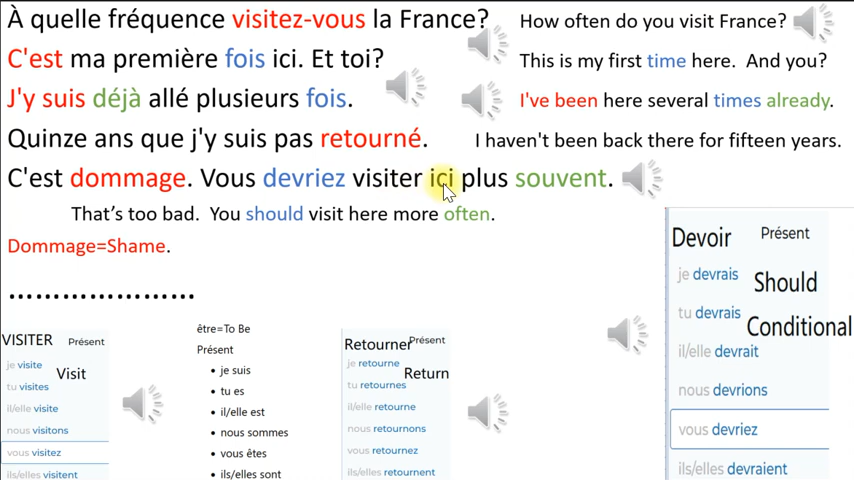 À quelle fréquence visitez-vous la France?
How often do you visit France?
C'est ma première fois ici. Et toi?
This is my first time here. And you?
J'y suis déjà allé plusieurs fois.
I've been here several times already.
Quinze ans que j'y suis pas retourné.
I haven't been back there for fifteen years.
C'est dommage. Vous devriez visiter ici plus souvent.
That's too bad. You should visit here more often.
Dommage=Shame.
…………………
VISITER Présent
Visit
je visite
tu visites
il/elle visite
nous visitons
vous visitez
ils/elles visitent
être=To Be
Présent
• je suis
• tu es
• il/elle est
• nous sommes
• vous êtes
• ils/elles sont
Retourner Présent
Return
je retourne
tu retournes
il/elle retourne
nous retournons
vous retournez
ils/elles retournent
Devoir Présent
Should
Conditional
je devrais
tu devrais
il/elle devrait
nous devrions
vous devriez
ils/elles devraient